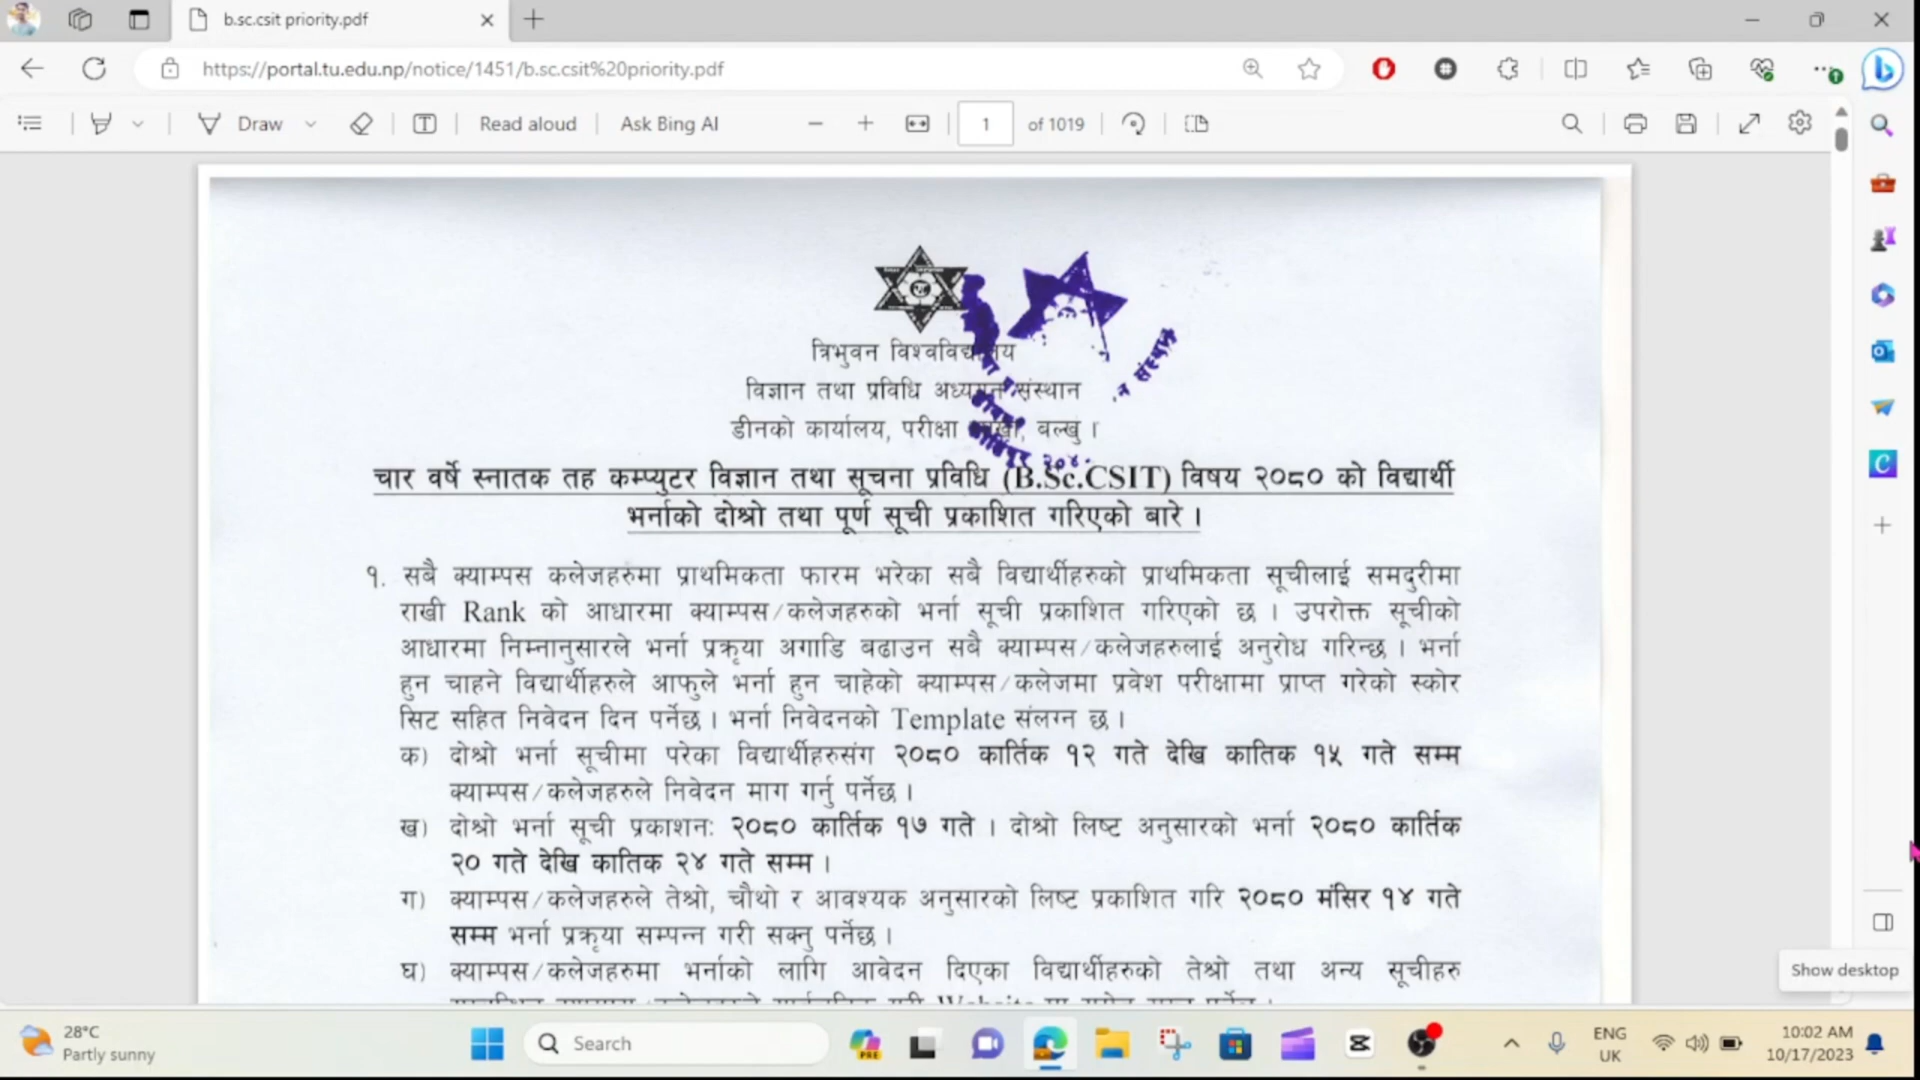 b.sc.csit priority.pdf
https://portal.tu.edu.np/notice/1451/b.sc.csit%20priority.pdf
Draw
Read aloud
Ask Bing AI
1 of 1019
त्रिभुवन विश्वविद्यालय
विज्ञान तथा प्रविधि अध्ययन संस्थान
न संस्थान
डीनको कार्यालय, परीक्षा शाखा, बल्खु ।
चार वर्षे स्नातक तह कम्प्युटर विज्ञान तथा सूचना प्रविधि (B.Sc.CSIT) विषय २०८० को विद्यार्थी
भर्नाको दोश्रो तथा पूर्ण सूची प्रकाशित गरिएको बारे ।
१. सबै क्याम्पस कलेजहरुमा प्राथमिकता फारम भरेका सबै विद्यार्थीहरुको प्राथमिकता सूचीलाई समदुरीमा
राखी Rank को आधारमा क्याम्पस/कलेजहरुको भर्ना सूची प्रकाशित गरिएको छ । उपरोक्त सूचीको
आधारमा निम्नानुसारले भर्ना प्रकृया अगाडि बढाउन सबै क्याम्पस/कलेजहरुलाई अनुरोध गरिन्छ । भर्ना
हुन चाहने विद्यार्थीहरुले आफुले भर्ना हुन चाहेको क्याम्पस/कलेजमा प्रवेश परीक्षामा प्राप्त गरेको स्कोर
सिट सहित निवेदन दिन पर्नेछ । भर्ना निवेदनको Template संलग्न छ ।
क) दोश्रो भर्ना सूचीमा परेका विद्यार्थीहरुसंग २०८० कार्तिक १२ गते देखि कातिक १५ गते सम्म
क्याम्पस/कलेजहरुले निवेदन माग गर्नु पर्नेछ ।
ख) दोश्रो भर्ना सूची प्रकाशनः २०८० कार्तिक १७ गते । दोश्रो लिष्ट अनुसारको भर्ना २०८० कार्तिक
२० गते देखि कातिक २४ गते सम्म ।
ग) क्याम्पस/कलेजहरुले तेश्रो, चौथो र आवश्यक अनुसारको लिष्ट प्रकाशित गरि २०८० मंसिर १४ गते
सम्म भर्ना प्रकृया सम्पन्न गरी सक्नु पर्नेछ ।
घ) क्याम्पस/कलेजहरुमा भर्नाको लागि आवेदन दिएका विद्यार्थीहरुको तेश्रो तथा अन्य सूचीहरु
Show desktop
28°C
Partly sunny
Search
PRE
ENG
UK
10:02 AM
10/17/2023